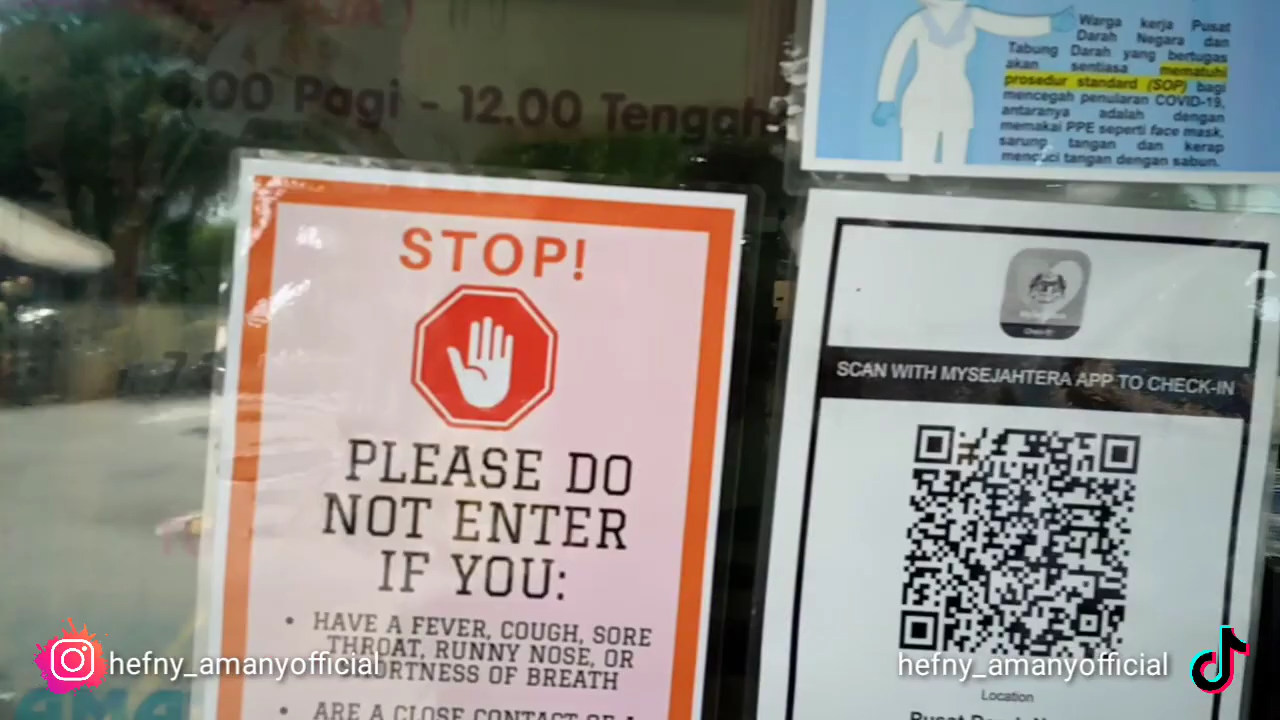 .00 Pagi - 12.00 Tengah
Warga kerja Pusat
Darah Negara dan
Tabung Darah yang bertugas
akan sentiasa mematuhi
prosedur standard (SOP) bagi
mencegah penularan COVID-19,
antaranya adalah dengan
memakai PPE seperti face mask,
sarung tangan dan kerap
mencuci tangan dengan sabun.
STOP!
PLEASE DO
NOT ENTER
IF YOU:
• HAVE A FEVER, COUGH, SORE
THROAT, RUNNY NOSE, OR
SHORTNESS OF BREATH
• ARE A CLOSE CONTACT OF
SCAN WITH MYSEJAHTERA APP TO CHECK-IN
Location
Pusat Darah
hefny_amanyofficial
hefny_amanyofficial